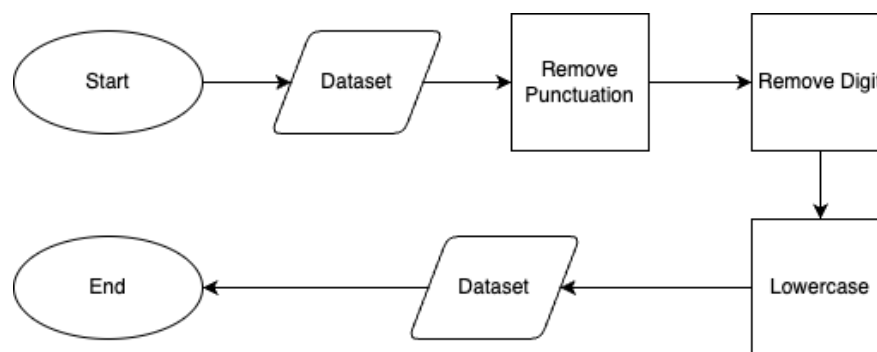 Start
Dataset
Remove
Punctuation
Remove Digit
Lowercase
Dataset
End